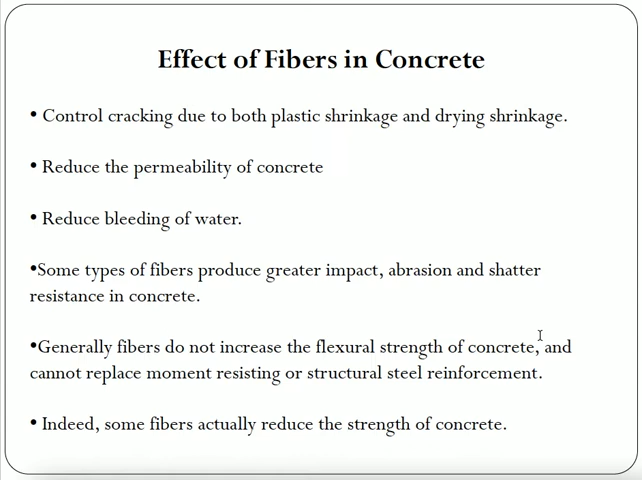 Effect of Fibers in Concrete
• Control cracking due to both plastic shrinkage and drying shrinkage.
• Reduce the permeability of concrete
• Reduce bleeding of water.
•Some types of fibers produce greater impact, abrasion and shatter
resistance in concrete.
•Generally fibers do not increase the flexural strength of concrete, and
cannot replace moment resisting or structural steel reinforcement.
• Indeed, some fibers actually reduce the strength of concrete.